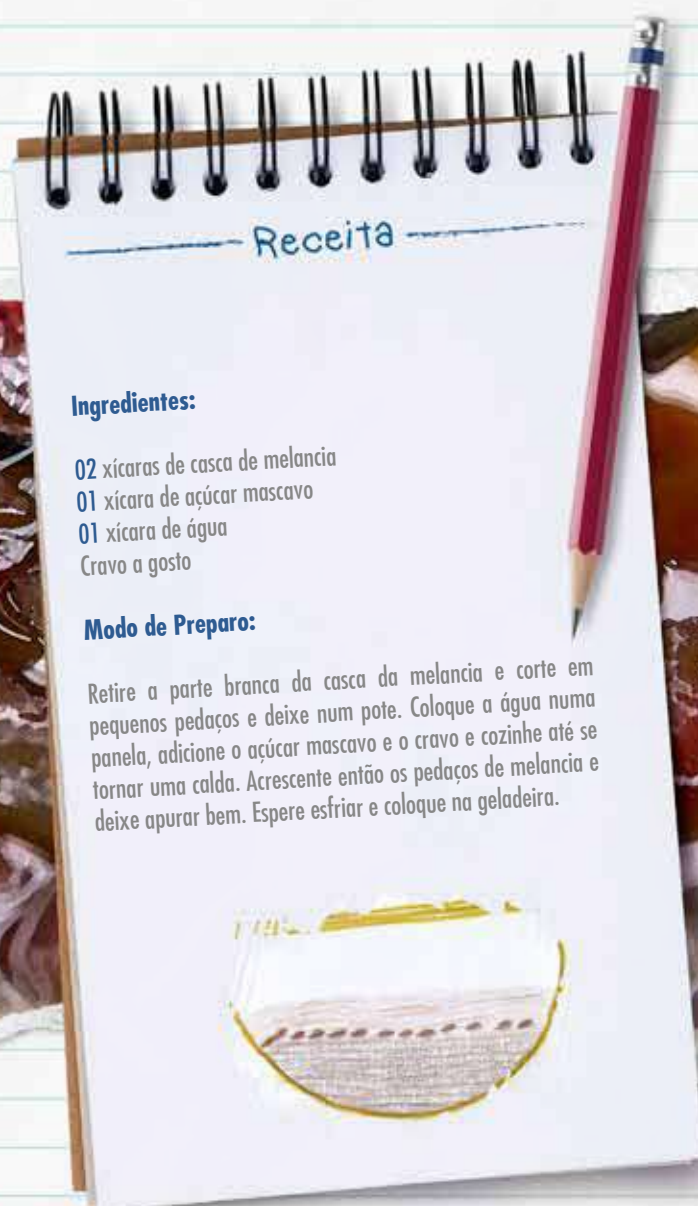 Receita
Ingredientes:
02 xícaras de casca de melancia
01 xícara de açúcar mascavo
01 xícara de água
Cravo a gosto
Modo de Preparo:
Retire a parte branca da casca da melancia e corte em
pequenos pedaços e deixe num pote. Coloque a água numa
panela, adicione o açúcar mascavo e o cravo e cozinhe até se
tornar uma calda. Acrescente então os pedaços de melancia e
deixe apurar bem. Espere esfriar e coloque na geladeira.